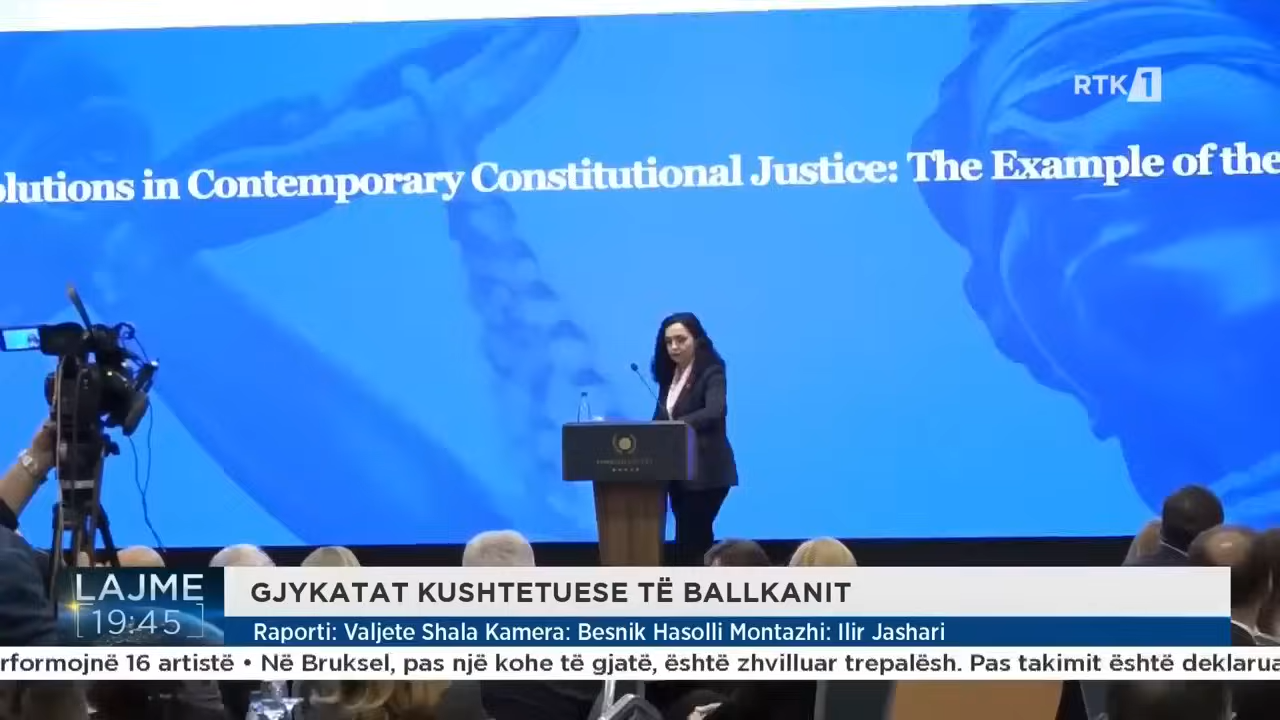 RTK 1
olutions in Contemporary Constitutional Justice: The Example of the
LAJME
19:45
GJYKATAT KUSHTETUESE TË BALLKANIT
Raporti: Valjete Shala Kamera: Besnik Hasolli Montazhi: Ilir Jashari
rformojnë 16 artistë • Në Bruksel, pas një kohe të gjatë, është zhvilluar trepalësh. Pas takimit është deklarua